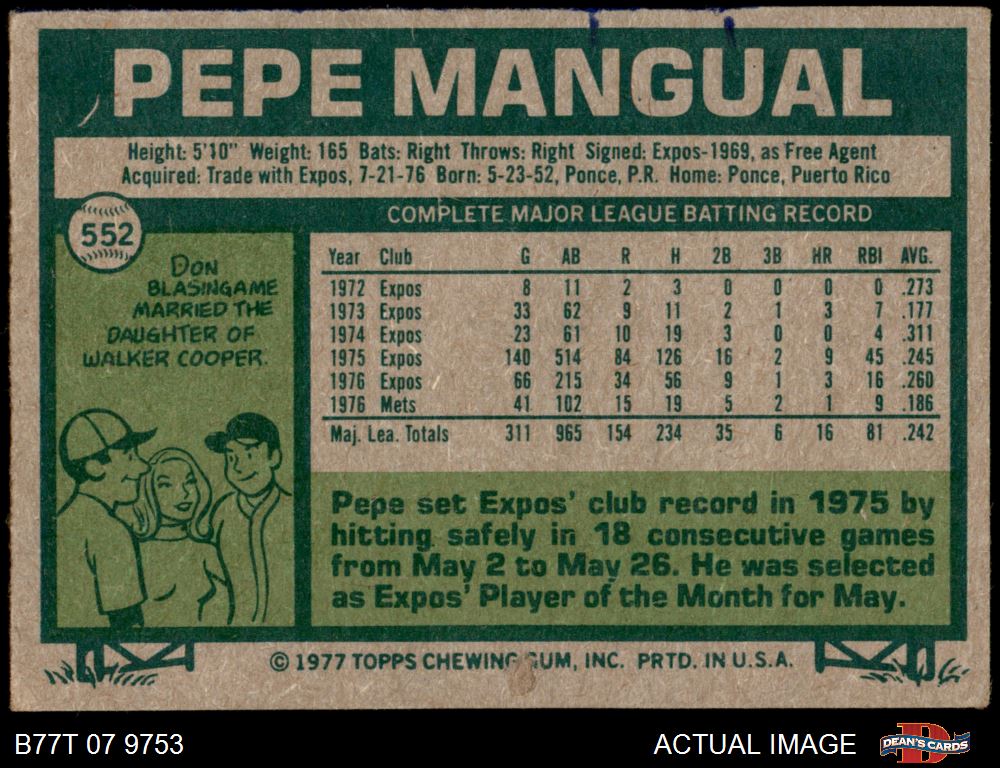 PEPE MANGUAL
Height: 5'10" Weight: 165 Bats: Right Throws: Right Signed: Expos-1969, as Free Agent
Acquired: Trade with Expos, 7-21-76 Born: 5-23-52, Ponce, P.R. Home: Ponce, Puerto Rico
552
DON
BLASINGAME
MARRIED THE
DAUGHTER OF
WALKER COOPER.
COMPLETE MAJOR LEAGUE BATTING RECORD
Year Club G AB R H 2B 3B HR RBI AVG.
1972 Expos 8 11 2 3 0 0 0 0 .273
1973 Expos 33 62 9 11 2 1 3 7 .177
1974 Expos 23 61 10 19 3 0 0 4 .311
1975 Expos 140 514 84 126 16 2 9 45 .245
1976 Expos 66 215 34 56 9 1 3 16 .260
1976 Mets 41 102 15 19 5 2 1 9 .186
Maj. Lea. Totals 311 965 154 234 35 6 16 81 .242
Pepe set Expos' club record in 1975 by
hitting safely in 18 consecutive games
from May 2 to May 26. He was selected
as Expos' Player of the Month for May.
© 1977 TOPPS CHEWING GUM, INC. PRTD. IN U.S.A.
B77T 07 9753
ACTUAL IMAGE
DEAN'S CARDS